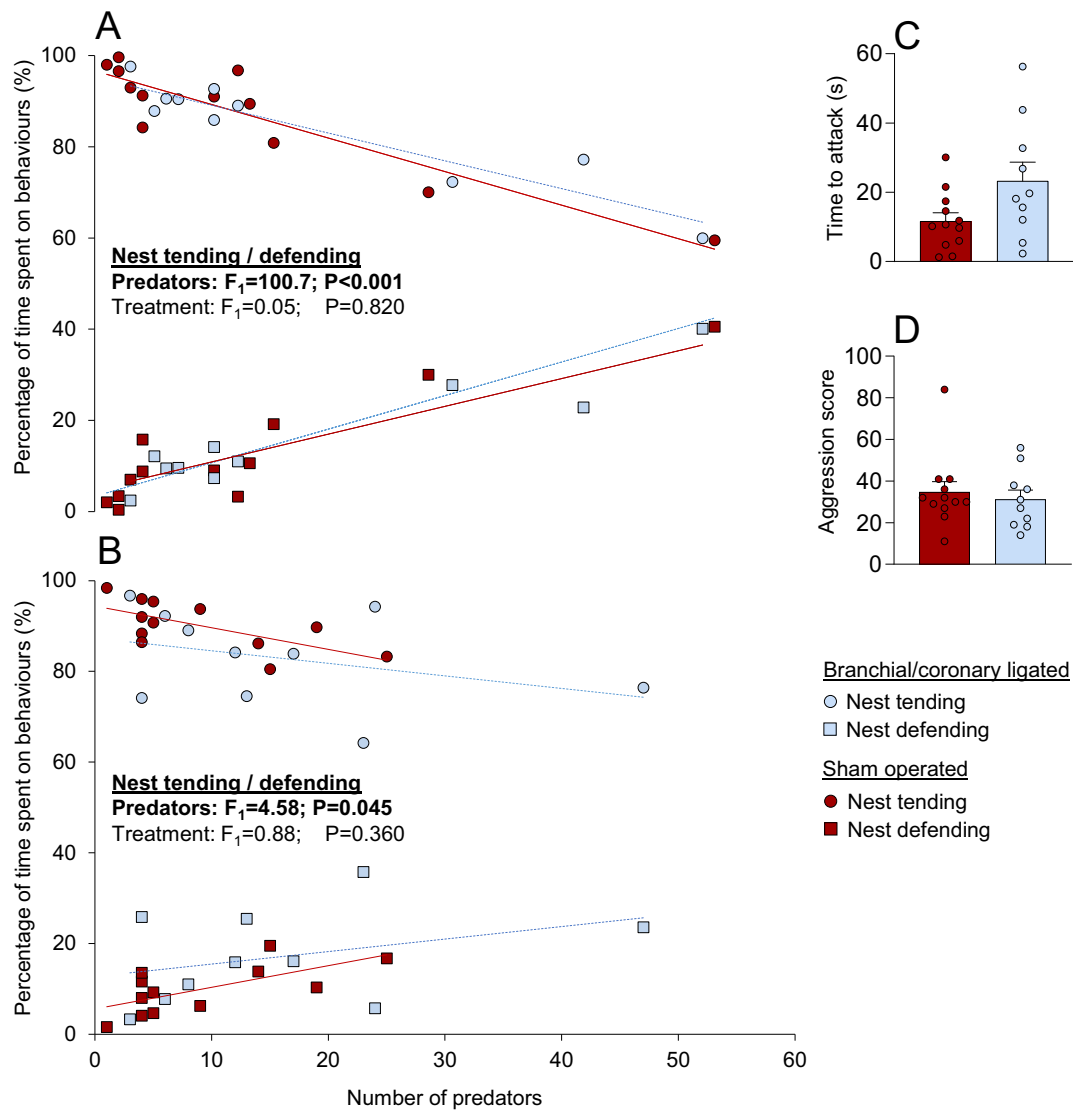 A
Percentage of time spent on behaviours (%)
100
80
60
40
20
0
Nest tending / defending
Predators: F₁=100.7; P<0.001
Treatment: F₁=0.05; P=0.820
B
Percentage of time spent on behaviours (%)
100
80
60
40
20
0
Nest tending / defending
Predators: F₁=4.58; P=0.045
Treatment: F₁=0.88; P=0.360
0 10 20 30 40 50 60
Number of predators
C
Time to attack (s)
60
40
20
0
D
Aggression score
100
80
60
40
20
0
Branchial/coronary ligated
Nest tending
Nest defending
Sham operated
Nest tending
Nest defending